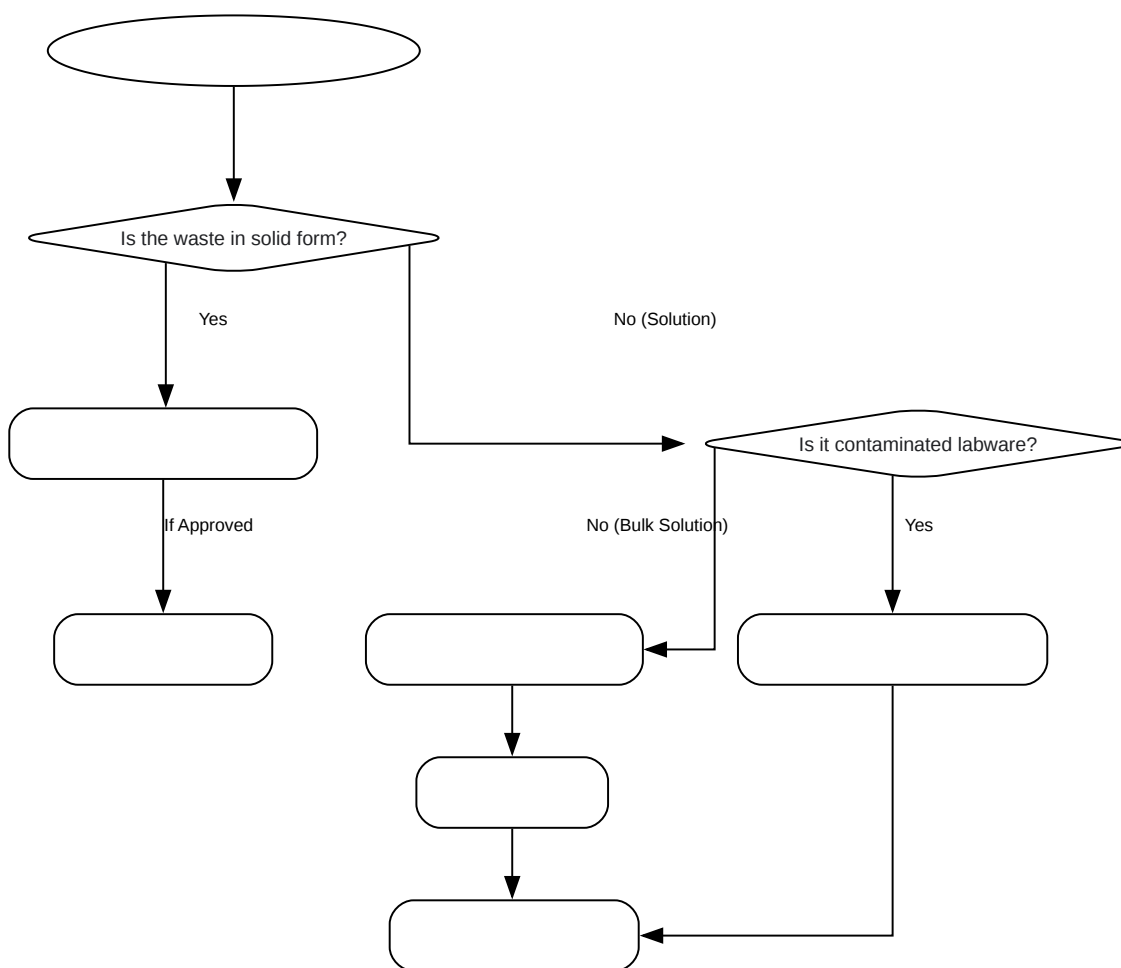 Is the waste in solid form?
Yes
No (Solution)
Is it contaminated labware?
If Approved
No (Bulk Solution)
Yes